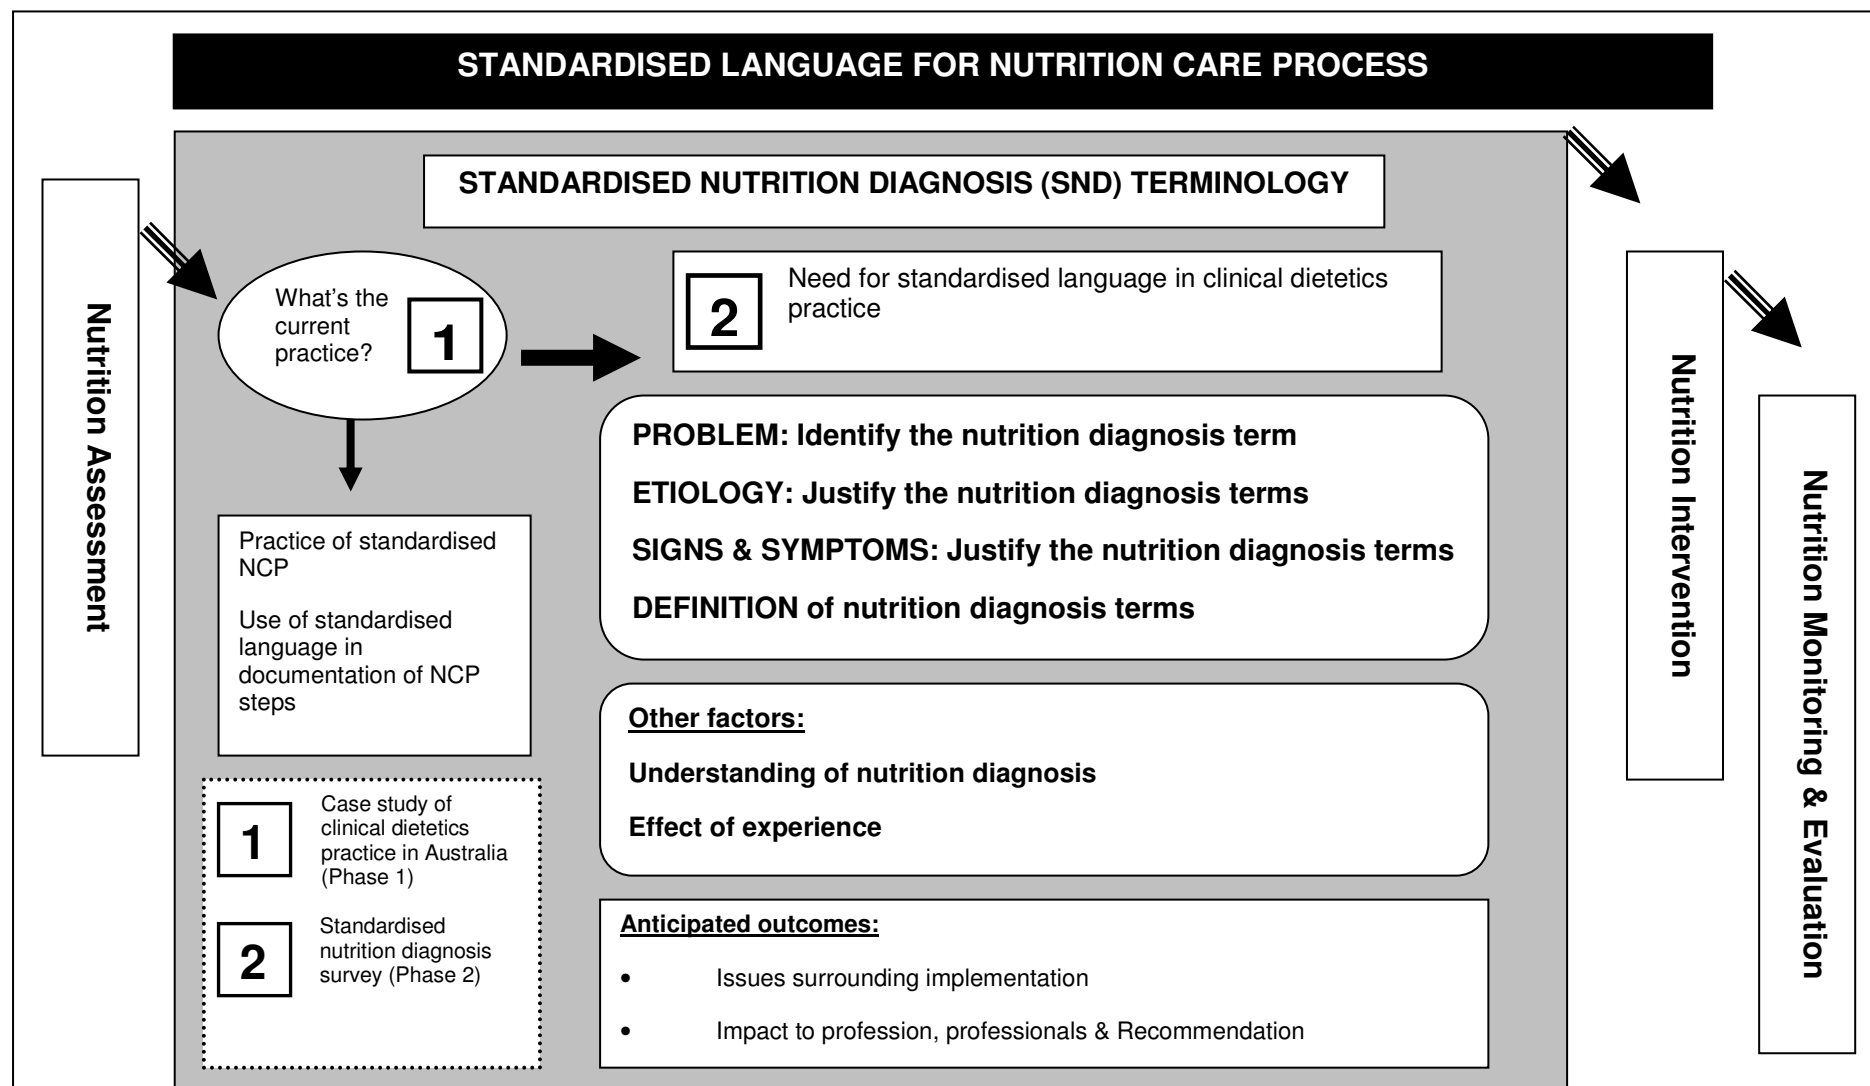 STANDARDISED LANGUAGE FOR NUTRITION CARE PROCESS
STANDARDISED NUTRITION DIAGNOSIS (SND) TERMINOLOGY
Nutrition Assessment
What's the
current
practice?
1
2
Need for standardised language in clinical dietetics
practice
PROBLEM: Identify the nutrition diagnosis term
ETIOLOGY: Justify the nutrition diagnosis terms
SIGNS & SYMPTOMS: Justify the nutrition diagnosis terms
DEFINITION of nutrition diagnosis terms
Practice of standardised
NCP
Use of standardised
language in
documentation of NCP
steps
Other factors:
Understanding of nutrition diagnosis
Effect of experience
1
Case study of
clinical dietetics
practice in Australia
(Phase 1)
2
Standardised
nutrition diagnosis
survey (Phase 2)
Anticipated outcomes:
• Issues surrounding implementation
• Impact to profession, professionals & Recommendation
Nutrition Intervention
Nutrition Monitoring & Evaluation